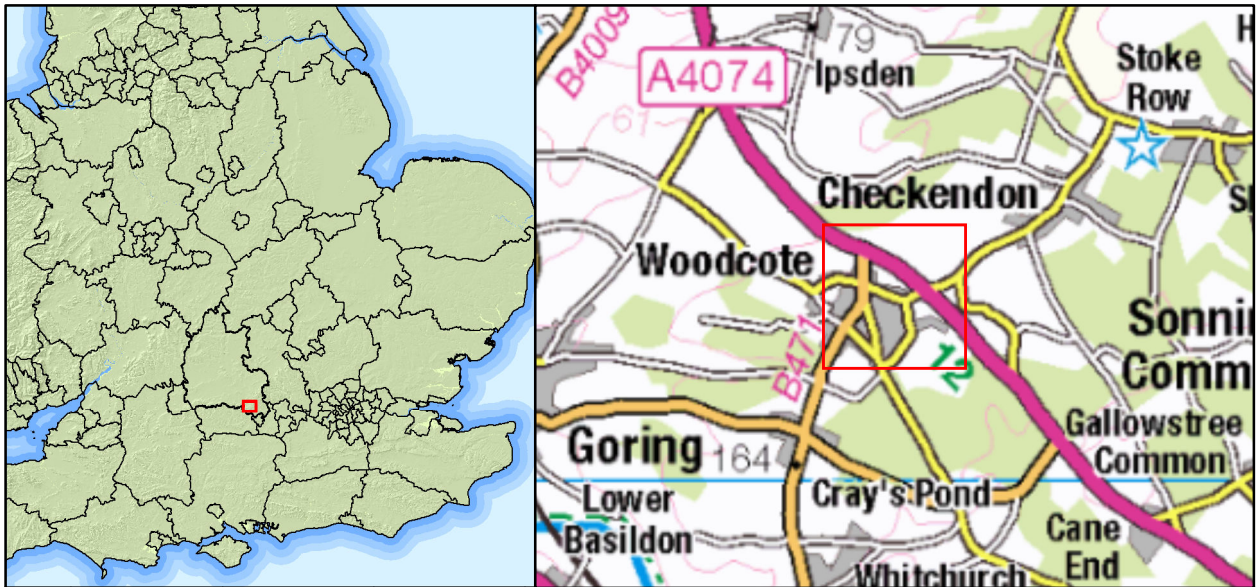 B4009
79
H
A4074
Ipsden
Stoke
Row
61
Checkendon
Woodcote
B471
12
Sonni
Comm
Gallowstree
Common
Goring
164
Cray's Pond
Lower
Basildon
Cane
End
Whitchurch